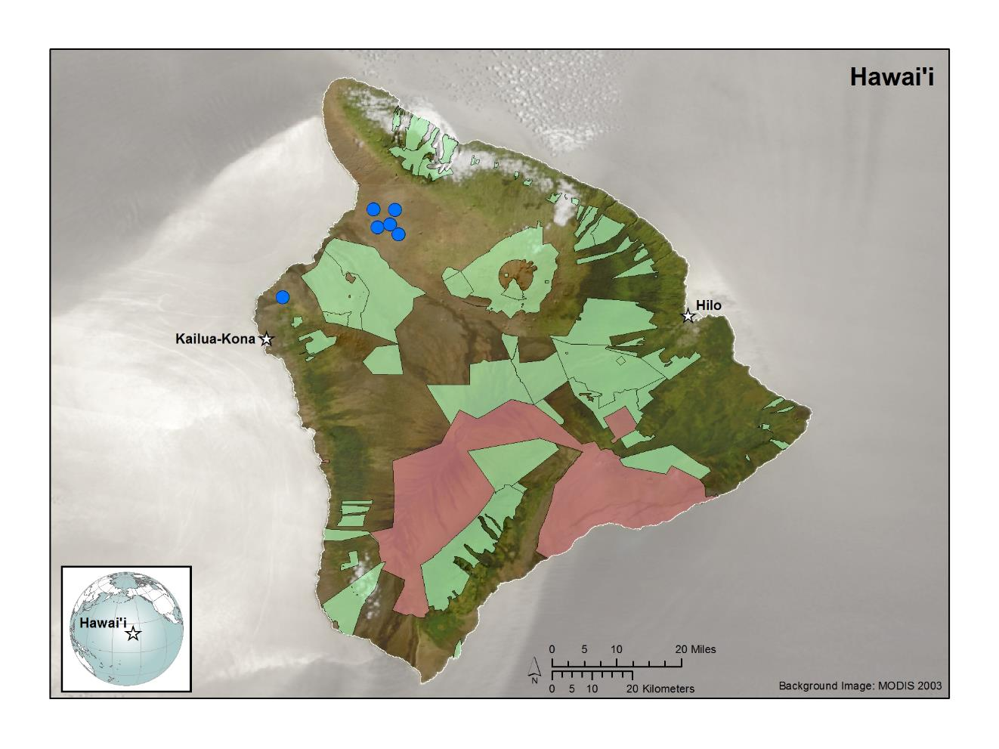 Hawai'i
Hilo
Kailua-Kona
Hawai'i
0 5 10 20 Miles
N
0 5 10 20 Kilometers
Background Image: MODIS 2003